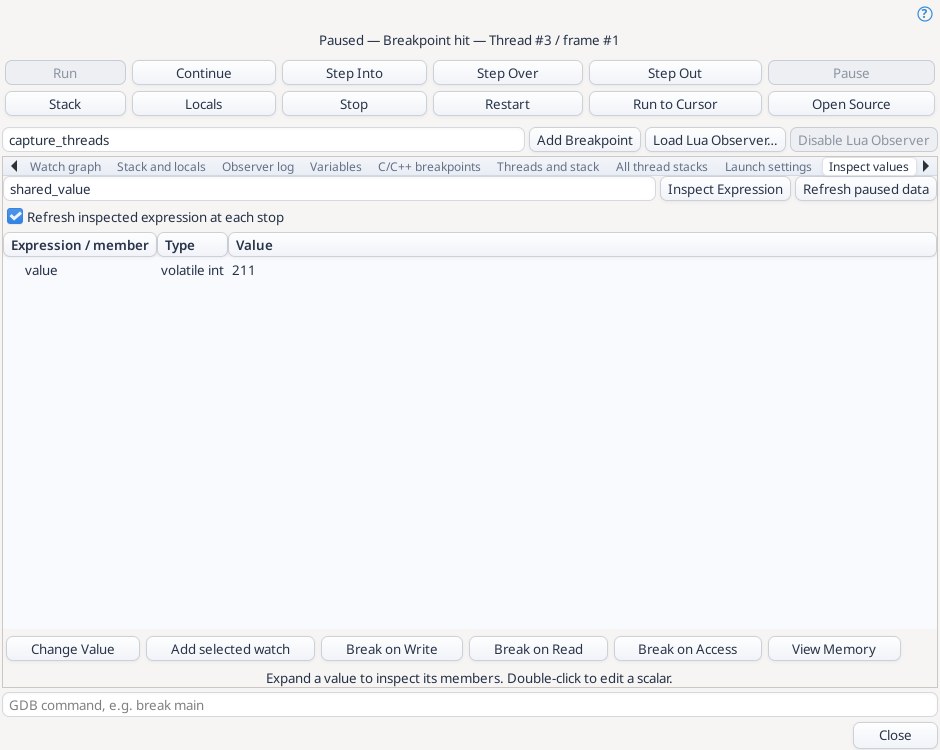 ?
Paused — Breakpoint hit — Thread #3 / frame #1
Run Continue Step Into Step Over Step Out Pause
Stack Locals Stop Restart Run to Cursor Open Source
capture_threads Add Breakpoint Load Lua Observer... Disable Lua Observer
Watch graph Stack and locals Observer log Variables C/C++ breakpoints Threads and stack All thread stacks Launch settings Inspect values
shared_value Inspect Expression Refresh paused data
Refresh inspected expression at each stop
Expression / member Type Value
value volatile int 211
Change Value Add selected watch Break on Write Break on Read Break on Access View Memory
Expand a value to inspect its members. Double-click to edit a scalar.
GDB command, e.g. break main
Close